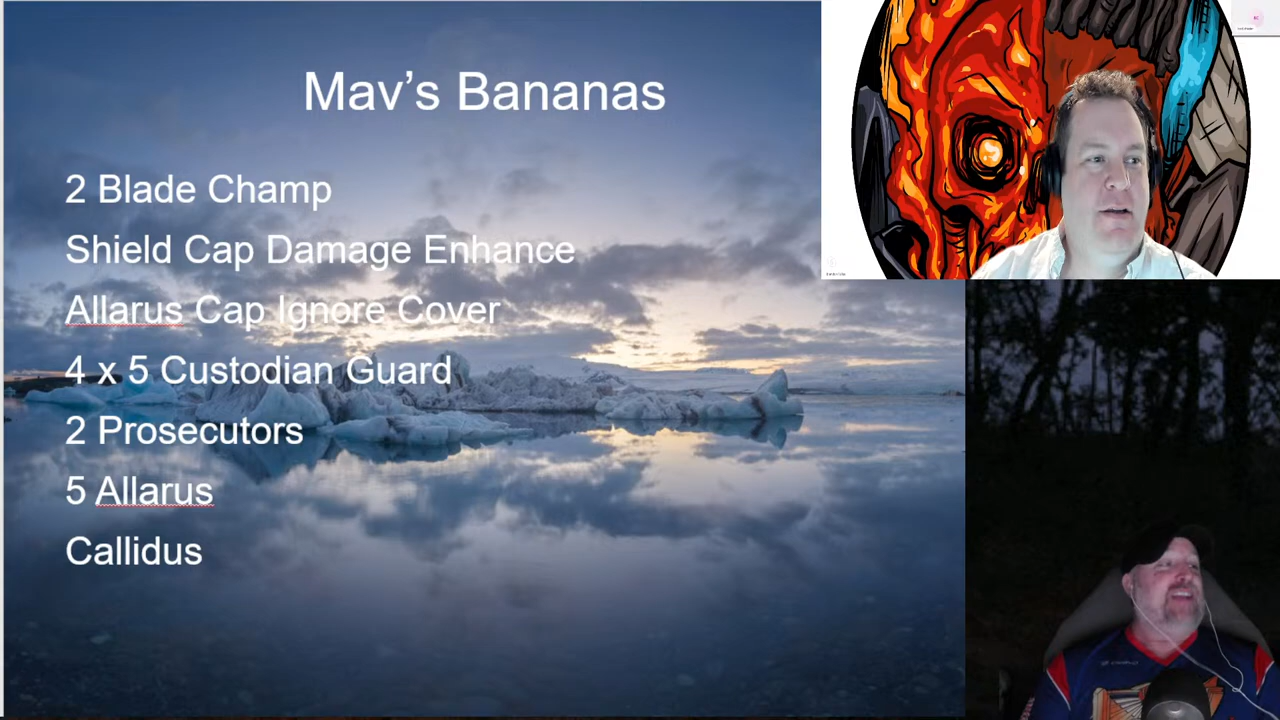 Mav’s Bananas
2 Blade Champ
Shield Cap Damage Enhance
Allarus Cap Ignore Cover
4 x 5 Custodian Guard
2 Prosecutors
5 Allarus
Callidus